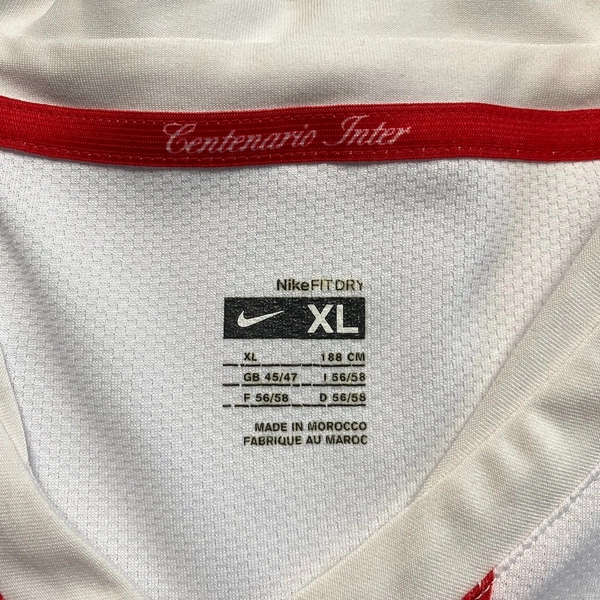 Centenario Inter
NikeFITDRY
XL
XL 188 CM
GB 45/47 I 56/58
F 56/58 D 56/58
MADE IN MOROCCO
FABRIQUE AU MAROC